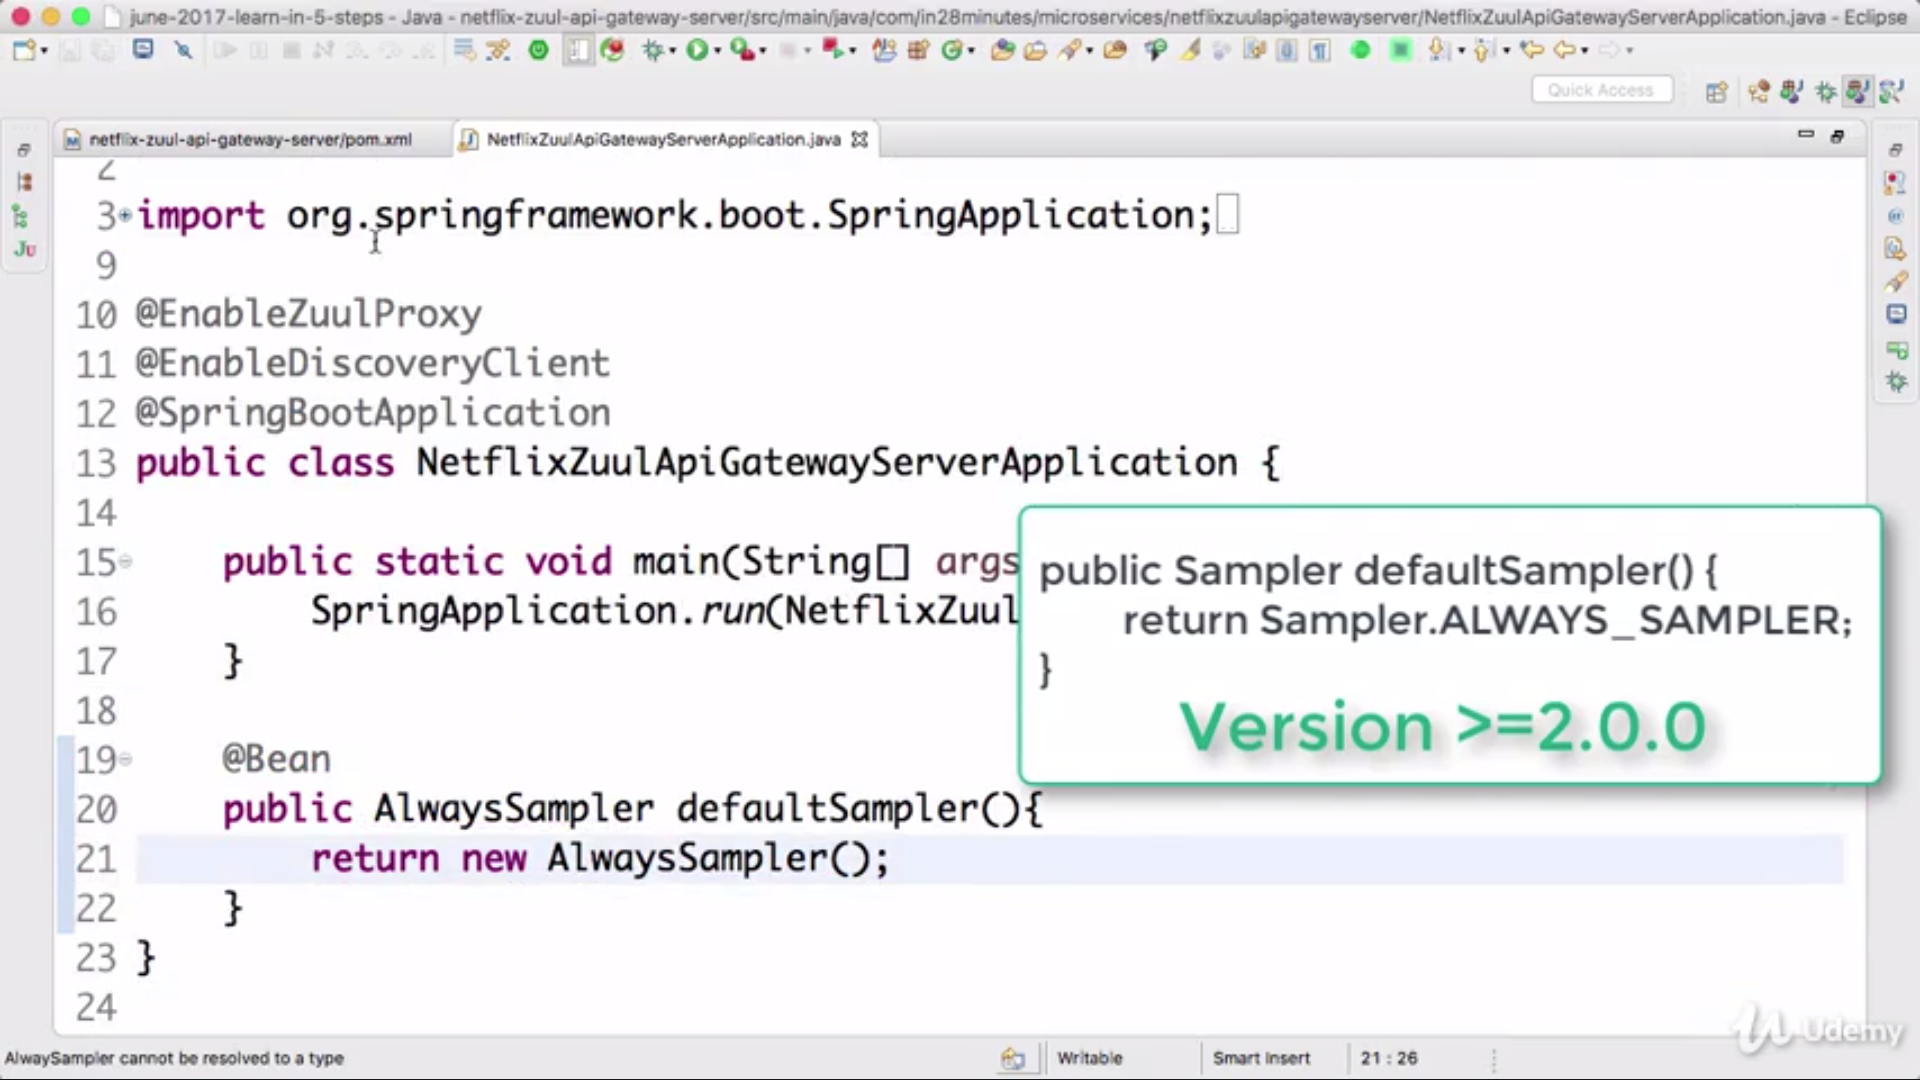 june-2017-learn-in-5-steps - Java - netflix-zuul-api-gateway-server/src/main/java/com/in28minutes/microservices/netflixzuulapigatewayserver/NetflixZuulApiGatewayServerApplication.java - Eclipse
Quick Access
netflix-zuul-api-gateway-server/pom.xml
NetflixZuulApiGatewayServerApplication.java
2
3 import org.springframework.boot.SpringApplication;
9
10 @EnableZuulProxy
11 @EnableDiscoveryClient
12 @SpringBootApplication
13 public class NetflixZuulApiGatewayServerApplication {
14
15 public static void main(String[] args
16 SpringApplication.run(NetflixZuul
17 }
18
19 @Bean
20 public AlwaysSampler defaultSampler(){
21 return new AlwaysSampler();
22 }
23 }
24
public Sampler defaultSampler() {
return Sampler.ALWAYS_SAMPLER;
}
Version >=2.0.0
Ju
AlwaySampler cannot be resolved to a type
Writable
Smart Insert
21 : 26
Udemy